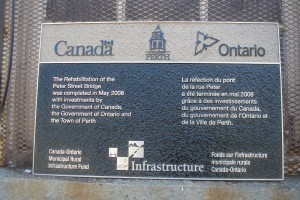 Canada
PERTH
Ontario
The Rehabilitation of the
Peter Street Bridge
was completed in May 2008
with investments by
the Government of Canada,
the Government of Ontario and
the Town of Perth
La réfection du pont
de la rue Peter
a été terminée en mai 2008
grâce à des investissements
du gouvernement du Canada,
du gouvernement de l'Ontario et
de la Ville de Perth.
Canada-Ontario
Municipal Rural
Infrastructure Fund
Infrastructure
Fonds sur l'infrastructure
municipale rurale
Canada-Ontario